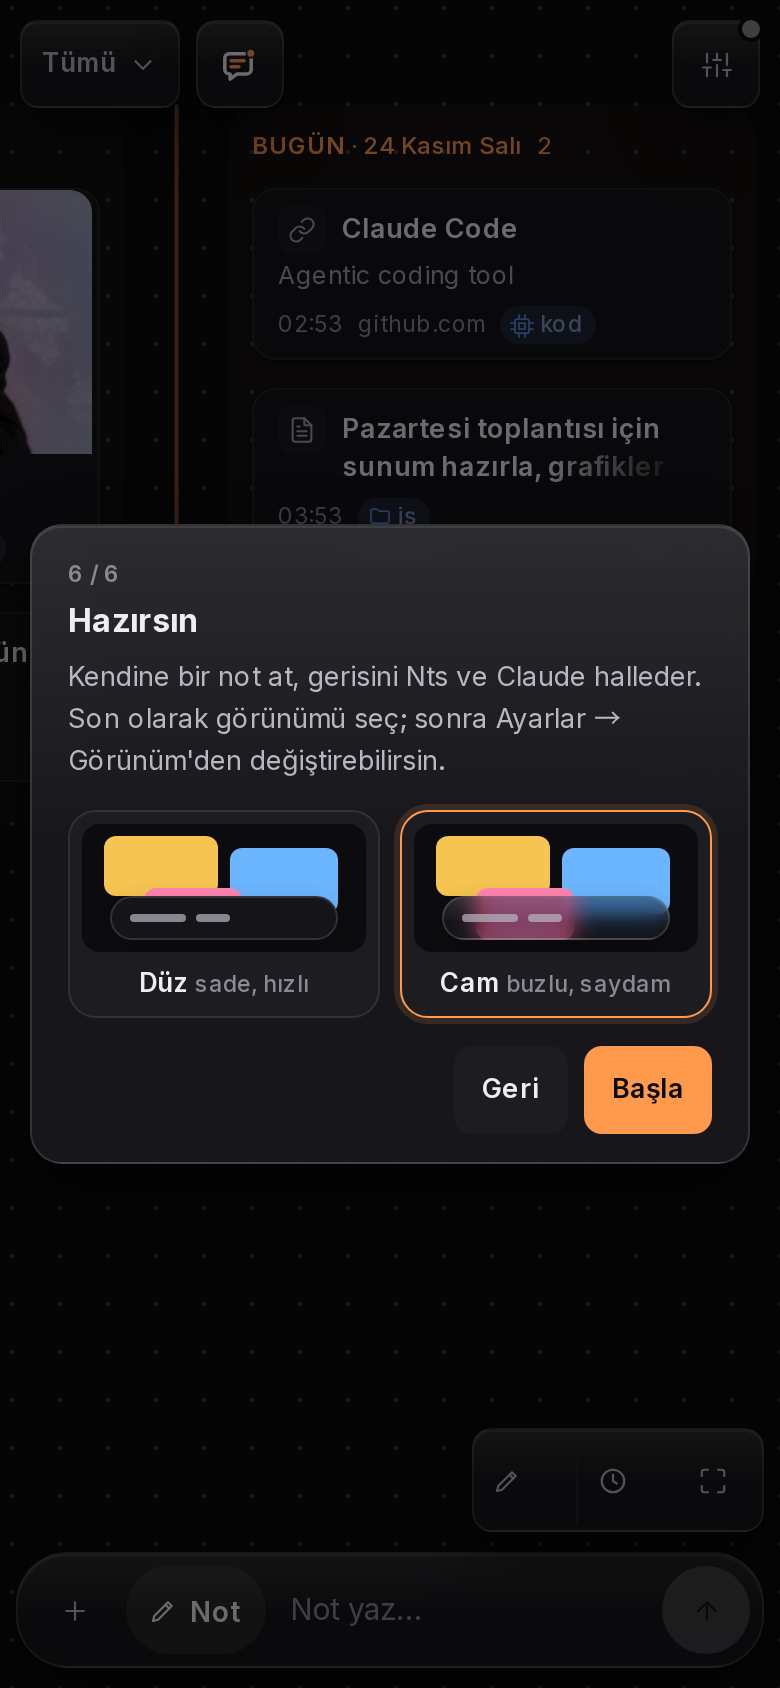 Tümü
BUGÜN · 24 Kasım Salı 2
Claude Code
Agentic coding tool
02:53 github.com kod
Pazartesi toplantısı için
sunum hazırla, grafikler
03:53 is
ün
6 / 6
Hazırsın
Kendine bir not at, gerisini Nts ve Claude halleder.
Son olarak görünümü seç; sonra Ayarlar →
Görünüm'den değiştirebilirsin.
Düz sade, hızlı
Cam buzlu, saydam
Geri
Başla
Not
Not yaz...